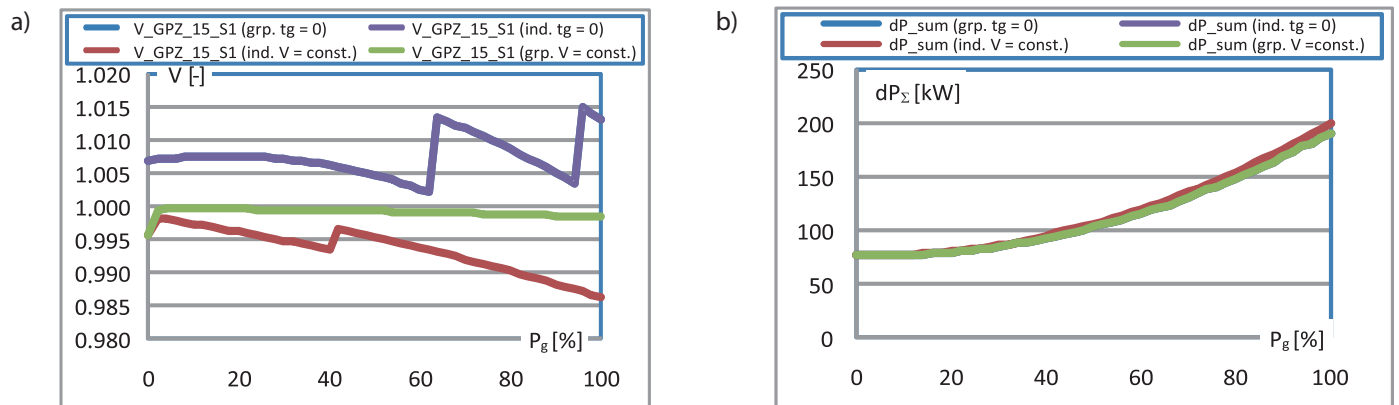 a)
V_GPZ_15_S1 (grp. tg = 0) V_GPZ_15_S1 (ind. tg = 0)
V_GPZ_15_S1 (ind. V = const.) V_GPZ_15_S1 (grp. V = const.)
V [-]
1.020
1.015
1.010
1.005
1.000
0.995
0.990
0.985
0.980
Pg [%]
0 20 40 60 80 100
b)
dP_sum (grp. tg = 0) dP_sum (ind. tg = 0)
dP_sum (ind. V = const.) dP_sum (grp. V =const.)
dPΣ [kW]
250
200
150
100
50
0
Pg [%]
0 20 40 60 80 100